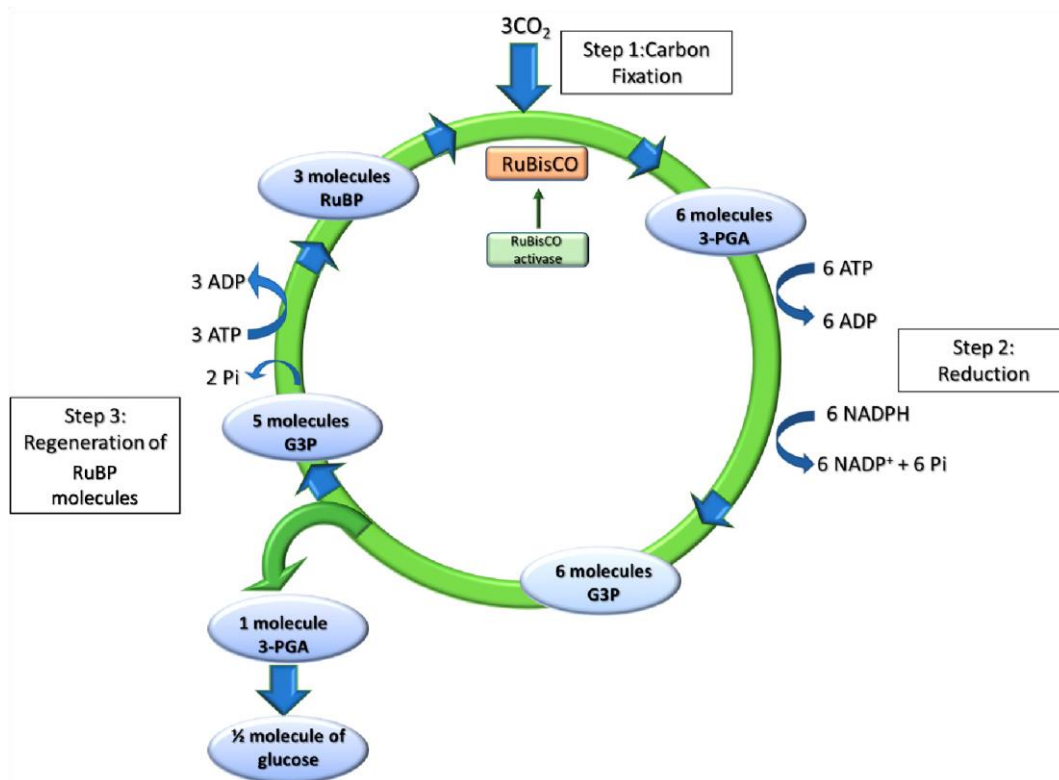 3CO₂
Step 1:Carbon
Fixation
RuBisCO
RuBisCO
activase
3 molecules
RuBP
6 molecules
3-PGA
6 ATP
6 ADP
Step 2:
Reduction
6 NADPH
6 NADP⁺ + 6 Pi
6 molecules
G3P
3 ADP
3 ATP
2 Pi
5 molecules
G3P
Step 3:
Regeneration of
RuBP
molecules
1 molecule
3-PGA
½ molecule of
glucose